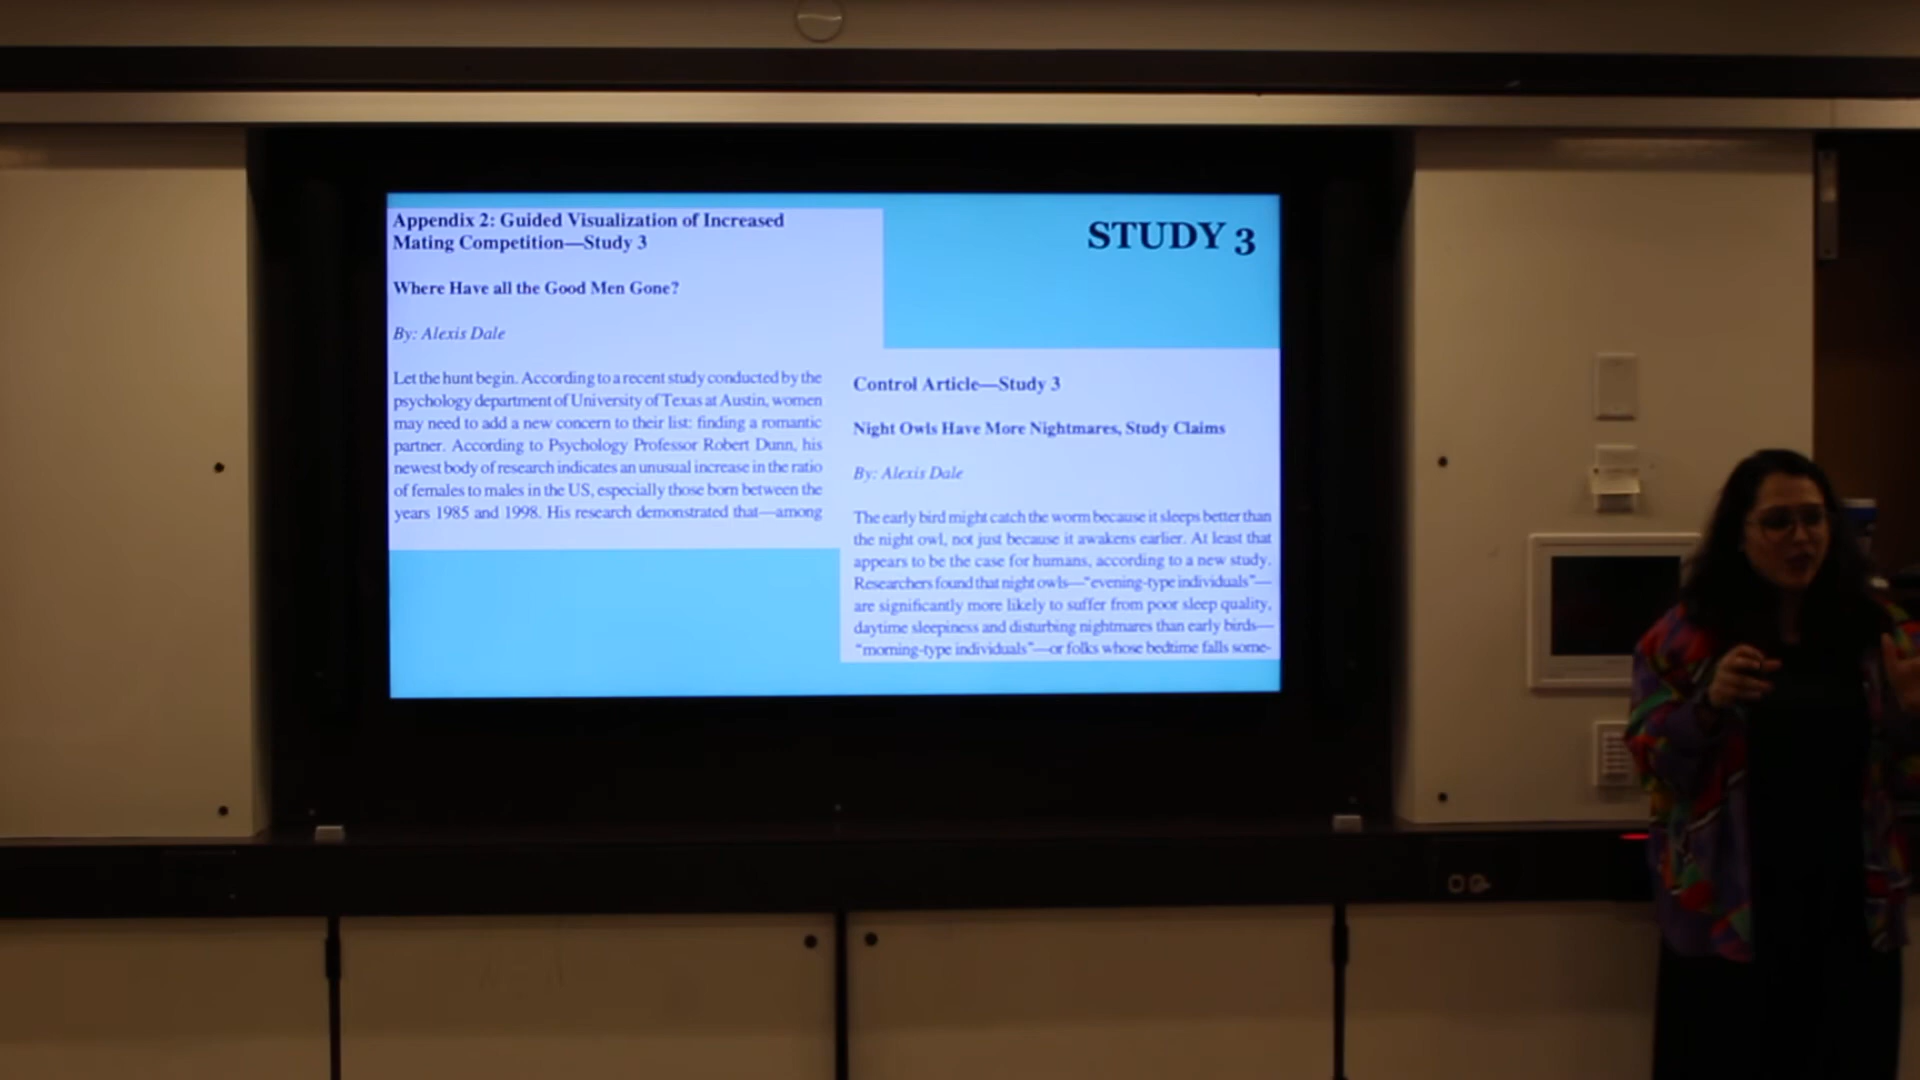 Appendix 2: Guided Visualization of Increased
Mating Competition—Study 3
Where Have all the Good Men Gone?
By: Alexis Dale
Let the hunt begin. According to a recent study conducted by the
psychology department of University of Texas at Austin, women
may need to add a new concern to their list: finding a romantic
partner. According to Psychology Professor Robert Dunn, his
newest body of research indicates an unusual increase in the ratio
of females to males in the US, especially those born between the
years 1985 and 1998. His research demonstrated that—among
STUDY 3
Control Article—Study 3
Night Owls Have More Nightmares, Study Claims
By: Alexis Dale
The early bird might catch the worm because it sleeps better than
the night owl, not just because it awakens earlier. At least that
appears to be the case for humans, according to a new study.
Researchers found that night owls—“evening-type individuals”—
are significantly more likely to suffer from poor sleep quality,
daytime sleepiness and disturbing nightmares than early birds—
“morning-type individuals”—or folks whose bedtime falls some-